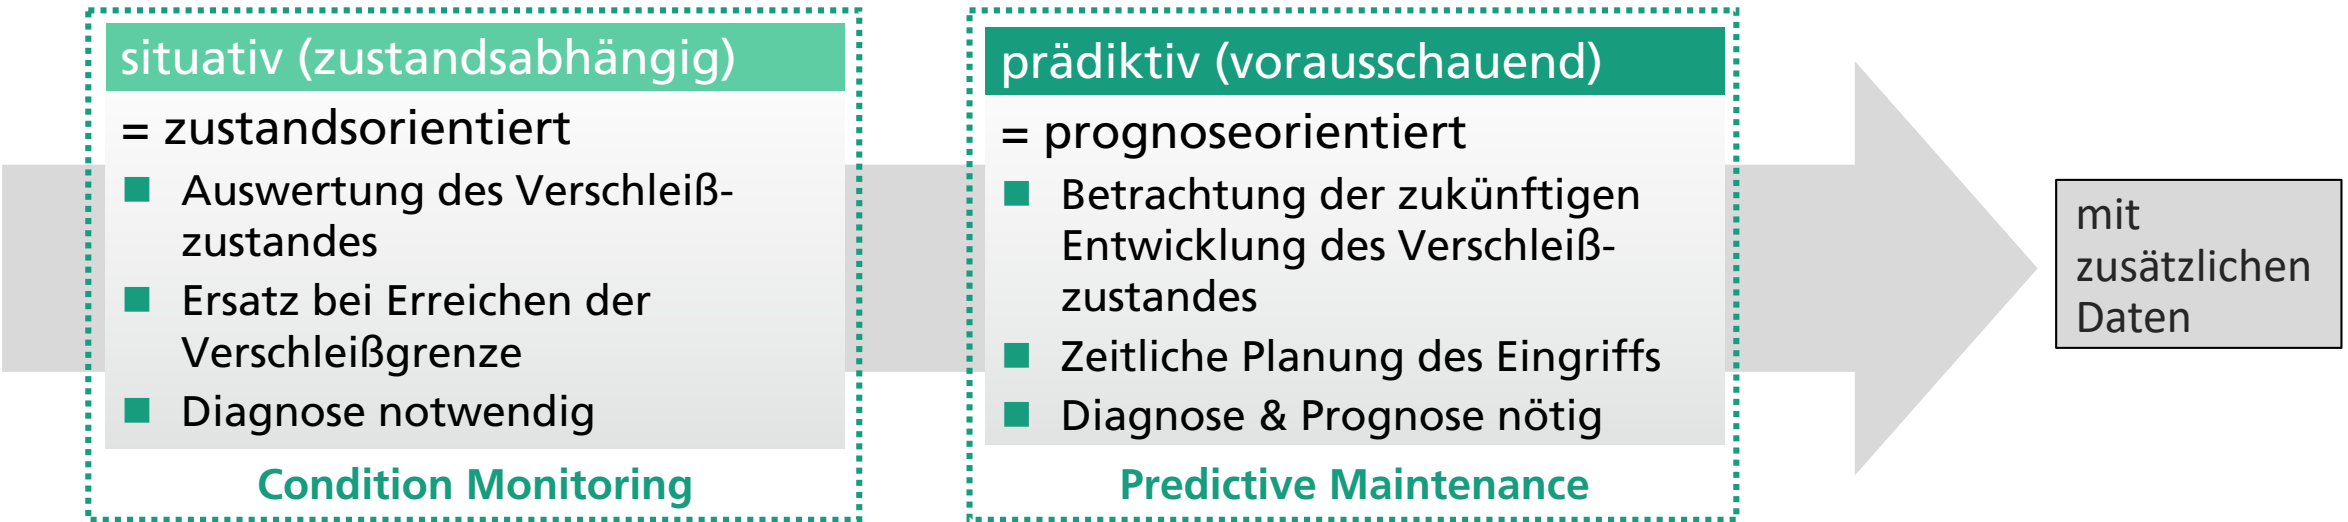 situativ (zustandsabhängig)
= zustandsorientiert
Auswertung des Verschleiß-
zustandes
Ersatz bei Erreichen der
Verschleißgrenze
Diagnose notwendig
Condition Monitoring
prädiktiv (vorausschauend)
= prognoseorientiert
Betrachtung der zukünftigen
Entwicklung des Verschleiß-
zustandes
Zeitliche Planung des Eingriffs
Diagnose & Prognose nötig
Predictive Maintenance
mit
zusätzlichen
Daten